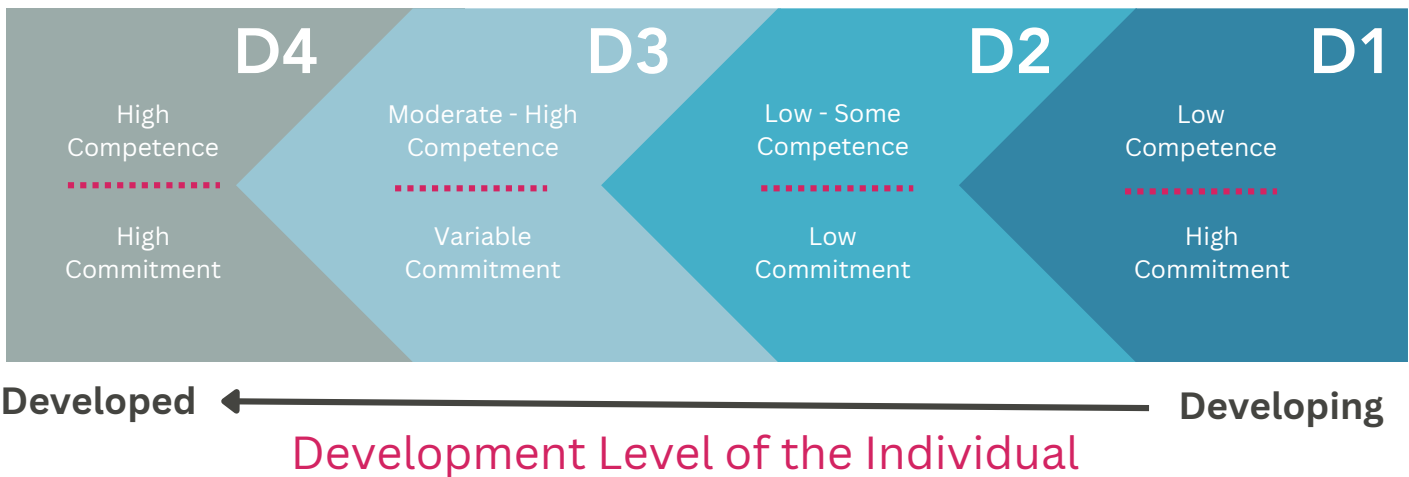 D4
High
Competence
High
Commitment
D3
Moderate - High
Competence
Variable
Commitment
D2
Low - Some
Competence
Low
Commitment
D1
Low
Competence
High
Commitment
Developed
Developing
Development Level of the Individual